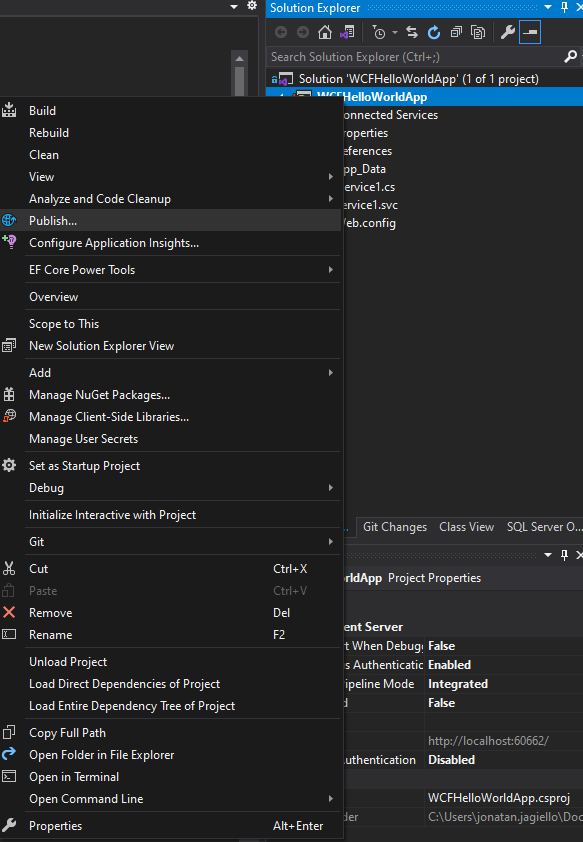 Solution Explorer
Search Solution Explorer (Ctrl+;)
Solution 'WCFHelloWorldApp' (1 of 1 project)
WCFHelloWorldApp
onnected Services
roperties
eferences
pp_Data
ervice1.cs
ervice1.svc
eb.config
Build
Rebuild
Clean
View
Analyze and Code Cleanup
Publish...
Configure Application Insights...
EF Core Power Tools
Overview
Scope to This
New Solution Explorer View
Add
Manage NuGet Packages...
Manage Client-Side Libraries...
Manage User Secrets
Set as Startup Project
Debug
Initialize Interactive with Project
Git
Cut Ctrl+X
Paste Ctrl+V
Remove Del
Rename F2
Unload Project
Load Direct Dependencies of Project
Load Entire Dependency Tree of Project
Copy Full Path
Open Folder in File Explorer
Open in Terminal
Open Command Line
Properties Alt+Enter
... Git Changes Class View SQL Server O...
rldApp Project Properties
ent Server
rt When Debugg False
s Authenticatio Enabled
ipeline Mode Integrated
d False
http://localhost:60662/
uthentication Disabled
WCFHelloWorldApp.csproj
der C:\Users\jonatan.jagiello\Doc